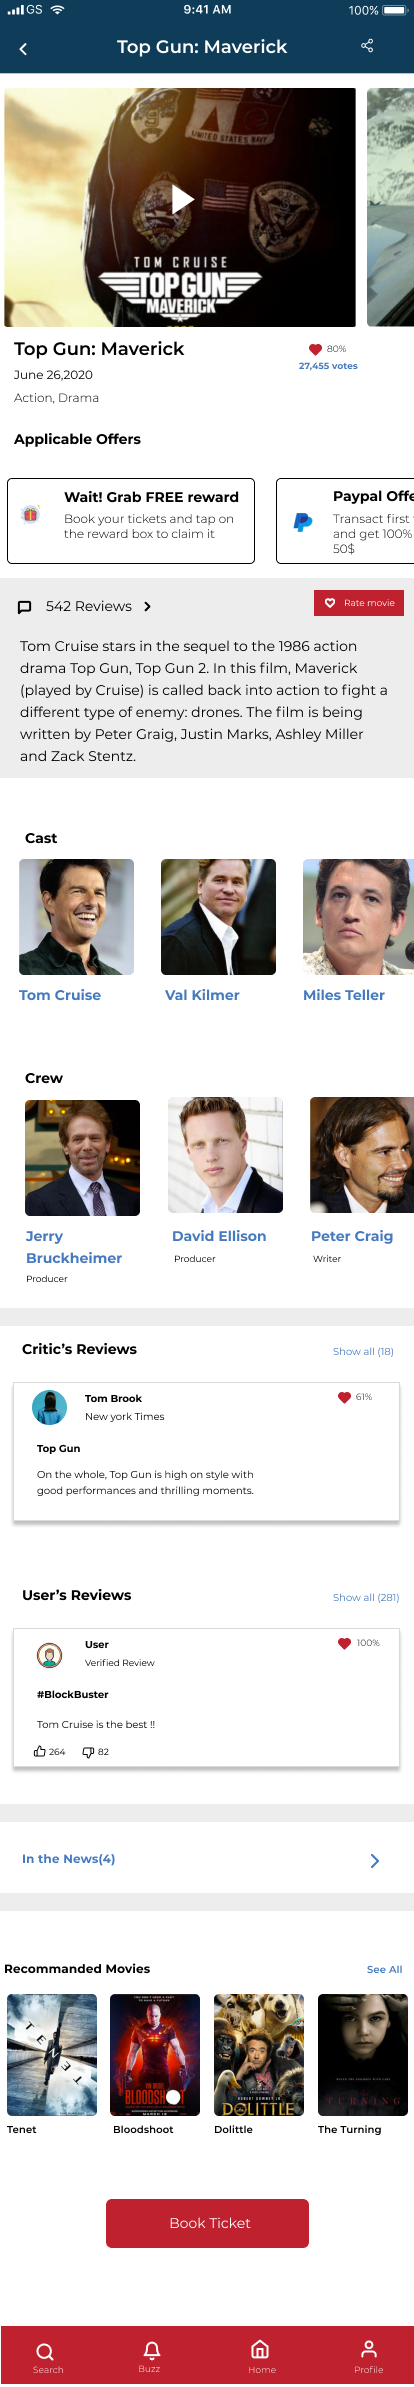 GS 9:41 AM 100%
Top Gun: Maverick
UNITED STATES NAVY
TOM CRUISE
TOPGUN
MAVERICK
Top Gun: Maverick
80%
June 26,2020
27,455 votes
Action, Drama
Applicable Offers
Wait! Grab FREE reward
Book your tickets and tap on
the reward box to claim it
Paypal Offe
Transact first
and get 100%
50$
542 Reviews
Rate movie
Tom Cruise stars in the sequel to the 1986 action
drama Top Gun, Top Gun 2. In this film, Maverick
(played by Cruise) is called back into action to fight a
different type of enemy: drones. The film is being
written by Peter Graig, Justin Marks, Ashley Miller
and Zack Stentz.
Cast
Tom Cruise
Val Kilmer
Miles Teller
Crew
Jerry
Bruckheimer
Producer
David Ellison
Producer
Peter Craig
Writer
Critic’s Reviews
Show all (18)
Tom Brook
61%
New york Times
Top Gun
On the whole, Top Gun is high on style with
good performances and thrilling moments.
User’s Reviews
Show all (281)
User
100%
Verified Review
#BlockBuster
Tom Cruise is the best !!
264
82
In the News(4)
Recommanded Movies
See All
TENET
BLOODSHOT
DOLITTLE
TURNING
Tenet
Bloodshoot
Dolittle
The Turning
Book Ticket
Search
Buzz
Home
Profile